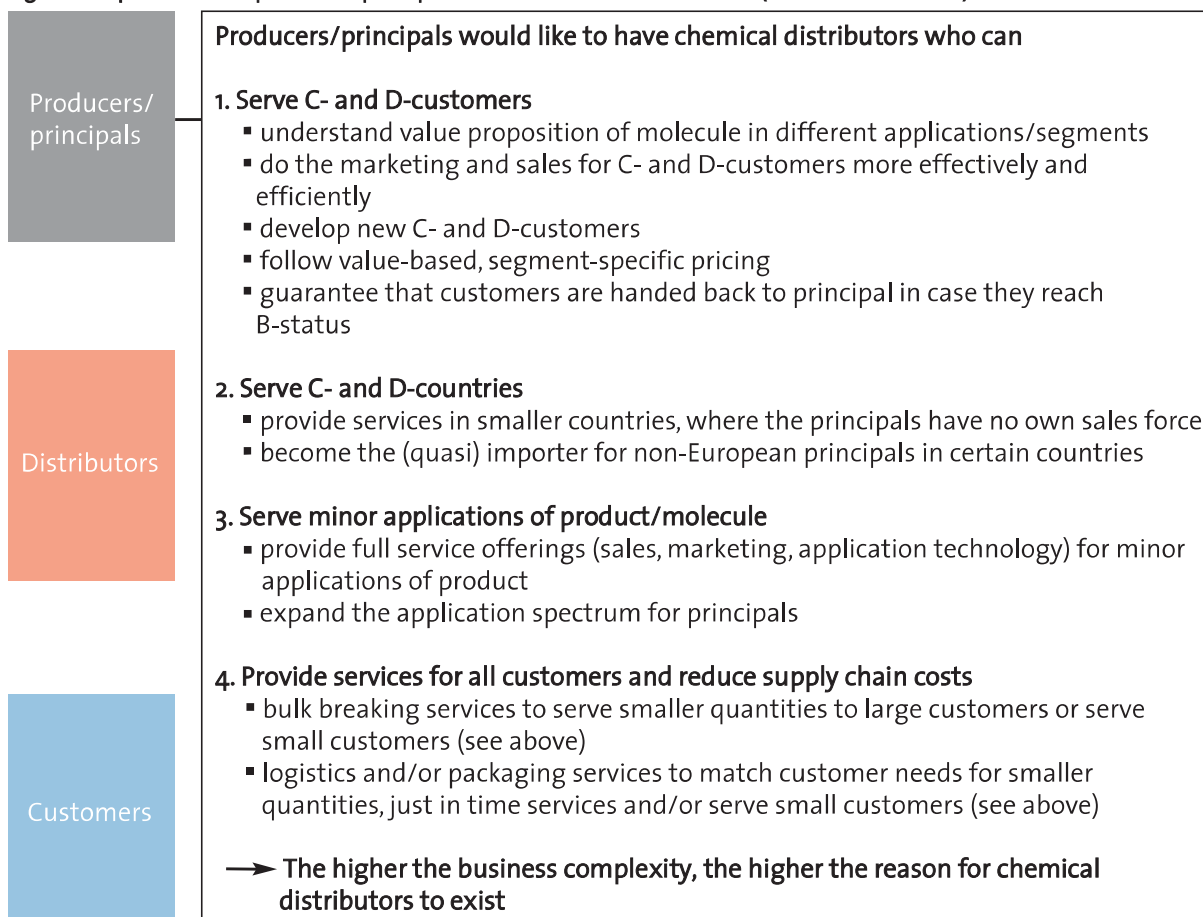 Producers/principals would like to have chemical distributors who can
Producers/
principals
1. Serve C- and D-customers
▪ understand value proposition of molecule in different applications/segments
▪ do the marketing and sales for C- and D-customers more effectively and
efficiently
▪ develop new C- and D-customers
▪ follow value-based, segment-specific pricing
▪ guarantee that customers are handed back to principal in case they reach
B-status
Distributors
2. Serve C- and D-countries
▪ provide services in smaller countries, where the principals have no own sales force
▪ become the (quasi) importer for non-European principals in certain countries
3. Serve minor applications of product/molecule
▪ provide full service offerings (sales, marketing, application technology) for minor
applications of product
▪ expand the application spectrum for principals
Customers
4. Provide services for all customers and reduce supply chain costs
▪ bulk breaking services to serve smaller quantities to large customers or serve
small customers (see above)
▪ logistics and/or packaging services to match customer needs for smaller
quantities, just in time services and/or serve small customers (see above)
→ The higher the business complexity, the higher the reason for chemical
distributors to exist